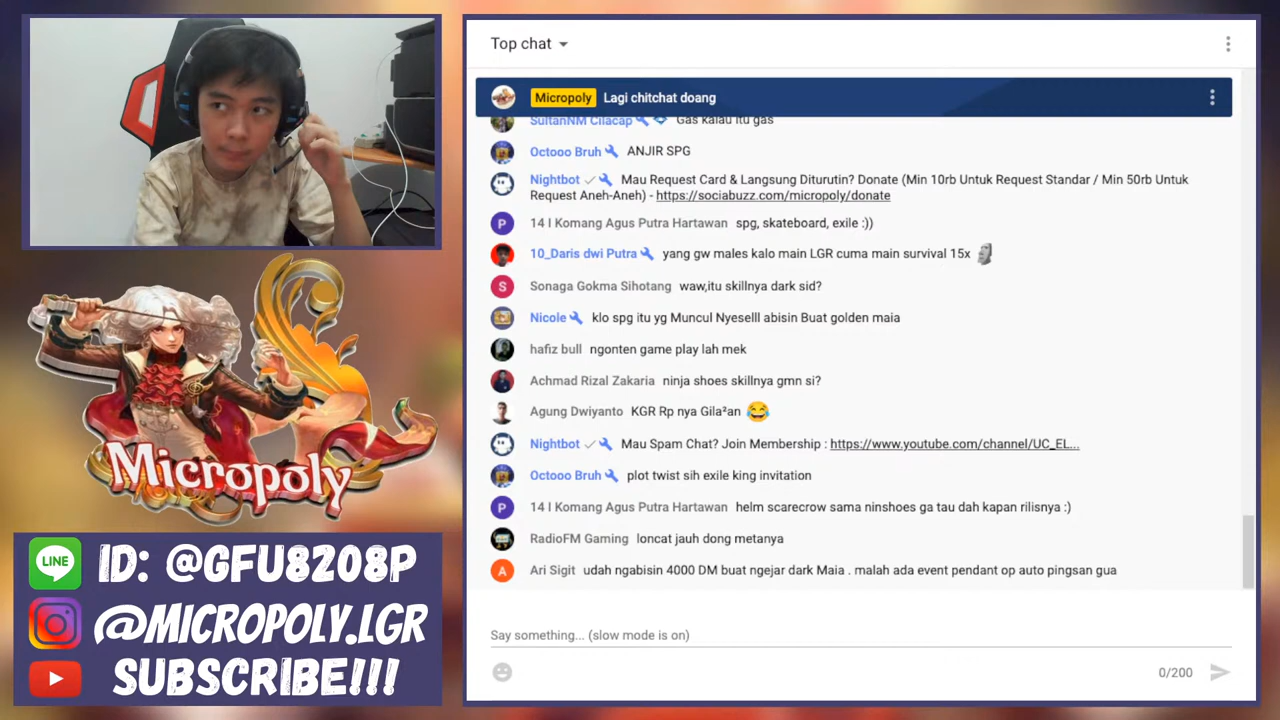 Micropoly
ID: @GFU8208P
LINE
@MICROPOLY.LGR
SUBSCRIBE!!!
Top chat
Micropoly Lagi chitchat doang
SultanNM Cilacap Gas kalau itu gas
Octooo Bruh ANJIR SPG
Nightbot Mau Request Card & Langsung Diturutin? Donate (Min 10rb Untuk Request Standar / Min 50rb Untuk
Request Aneh-Aneh) - https://sociabuzz.com/micropoly/donate
P 14 I Komang Agus Putra Hartawan spg, skateboard, exile :))
10_Daris dwi Putra yang gw males kalo main LGR cuma main survival 15x 🗿
S Sonaga Gokma Sihotang waw,itu skillnya dark sid?
Nicole klo spg itu yg Muncul Nyeselll abisin Buat golden maia
hafiz bull ngonten game play lah mek
Achmad Rizal Zakaria ninja shoes skillnya gmn si?
Agung Dwiyanto KGR Rp nya Gila²an 😂
Nightbot Mau Spam Chat? Join Membership : https://www.youtube.com/channel/UC_EL...
Octooo Bruh plot twist sih exile king invitation
P 14 I Komang Agus Putra Hartawan helm scarecrow sama ninshoes ga tau dah kapan rilisnya :)
RadioFM Gaming loncat jauh dong metanya
A Ari Sigit udah ngabisin 4000 DM buat ngejar dark Maia . malah ada event pendant op auto pingsan gua
Say something... (slow mode is on)
0/200